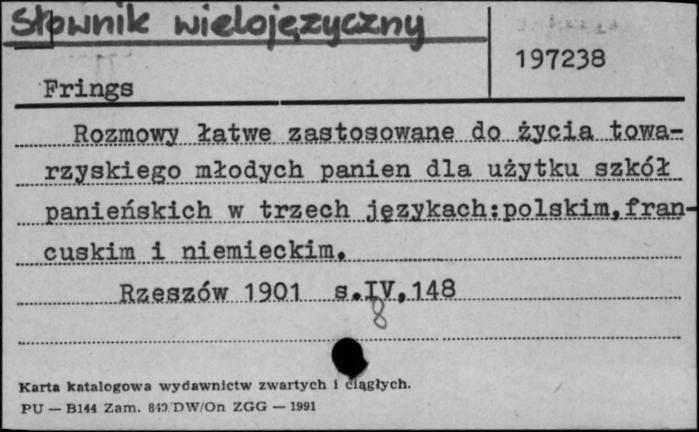 Słownik wielojęzyczny
197238
Frings
Rozmowy łatwe zastosowane do życia towa-
rzyskiego młodych panien dla użytku szkół
panieńskich w trzech językach:polskim,fran-
cuskim i niemieckim.
Rzeszów 1901 s.IV,148
8
Karta katalogowa wydawnictw zwartych i ciągłych.
PU — B144 Zam. 840/DW/On ZGG — 1991